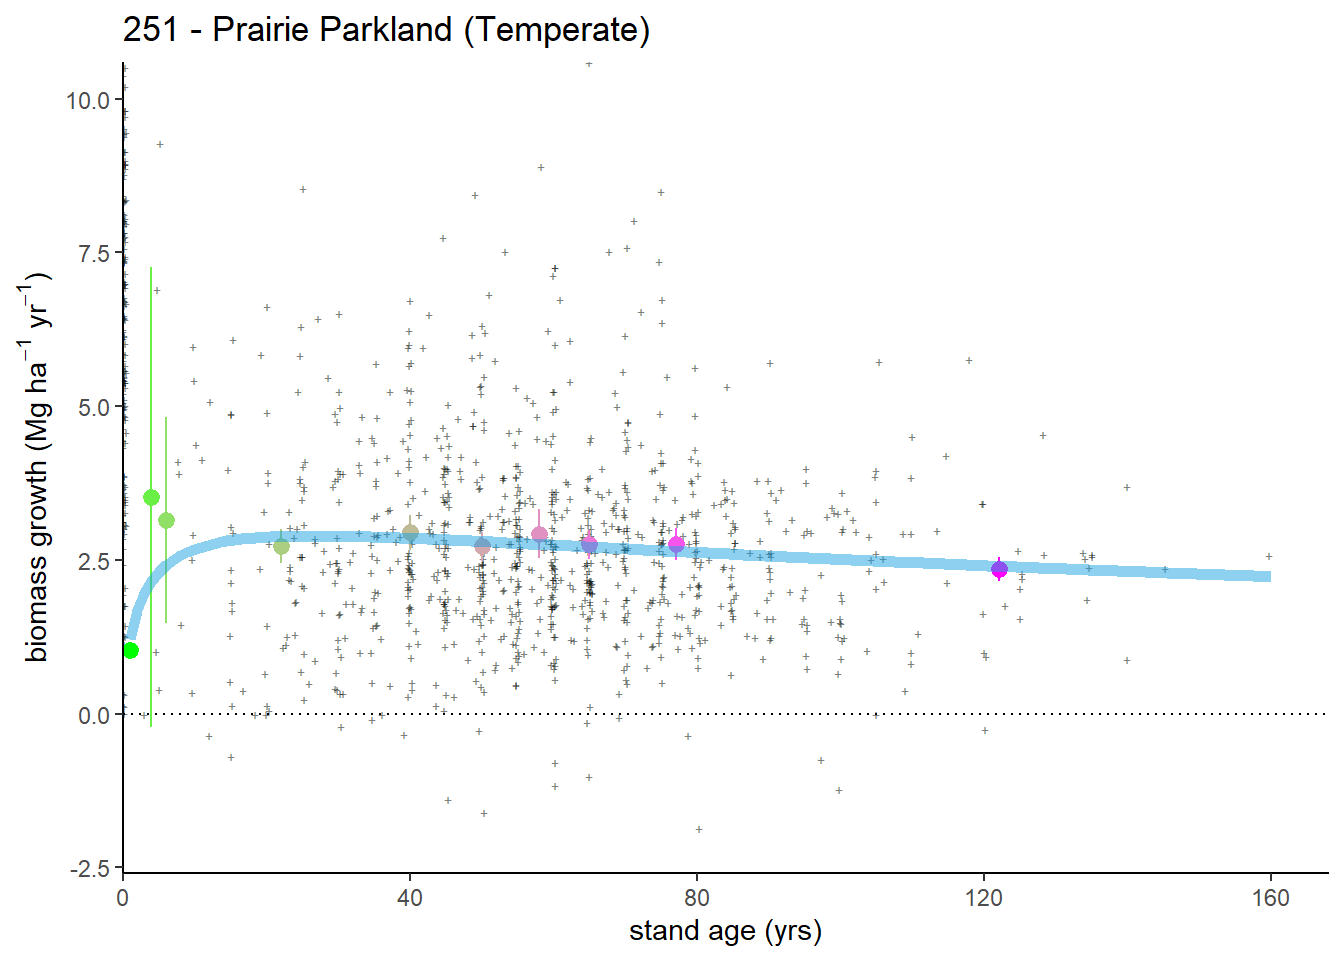 251 - Prairie Parkland (Temperate)
biomass growth (Mg ha⁻¹ yr⁻¹)
10.0
7.5
5.0
2.5
0.0
-2.5
0 40 80 120 160
stand age (yrs)